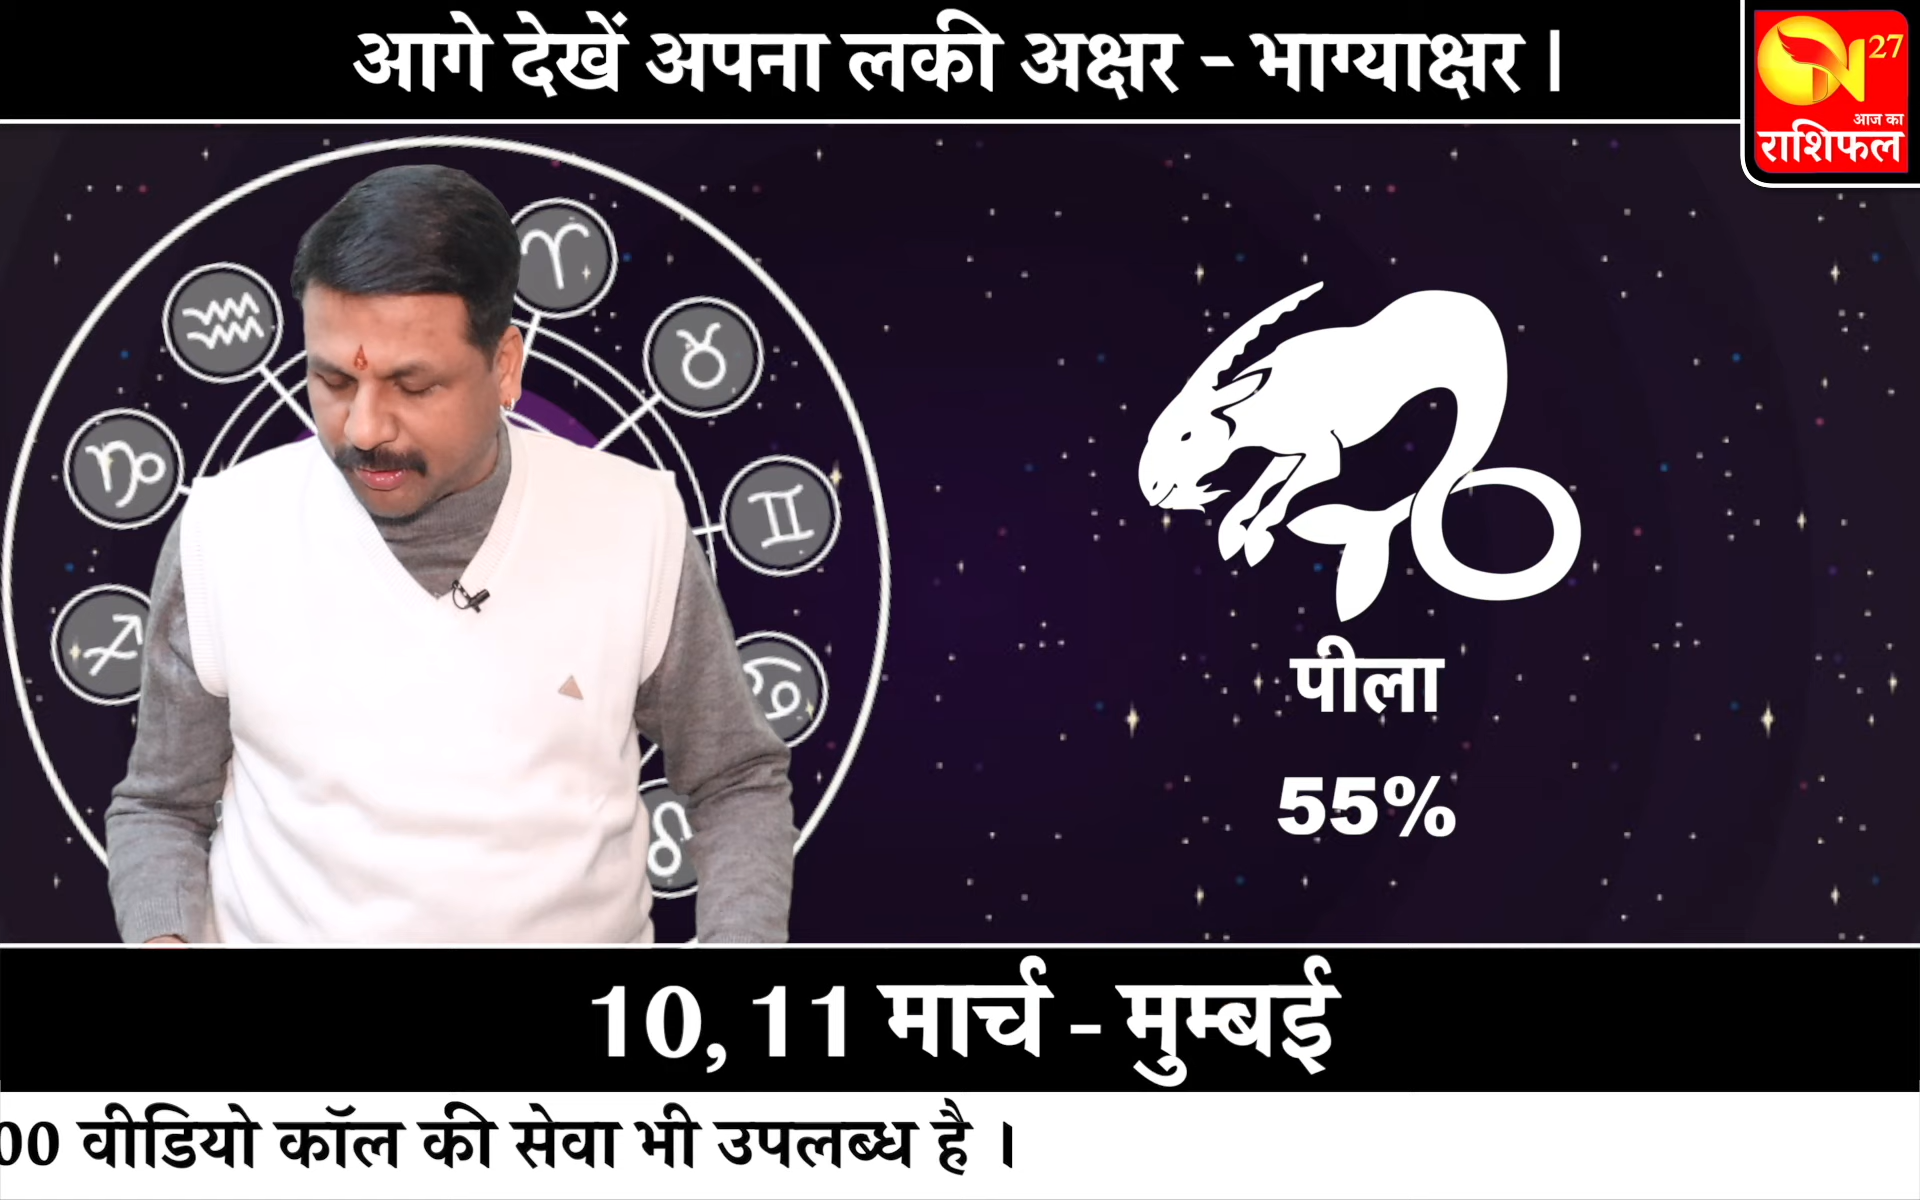 आगे देखें अपना लकी अक्षर - भाग्याक्षर ।
27
आज का
राशिफल
पीला
55%
10, 11 मार्च - मुम्बई
00 वीडियो कॉल की सेवा भी उपलब्ध है ।